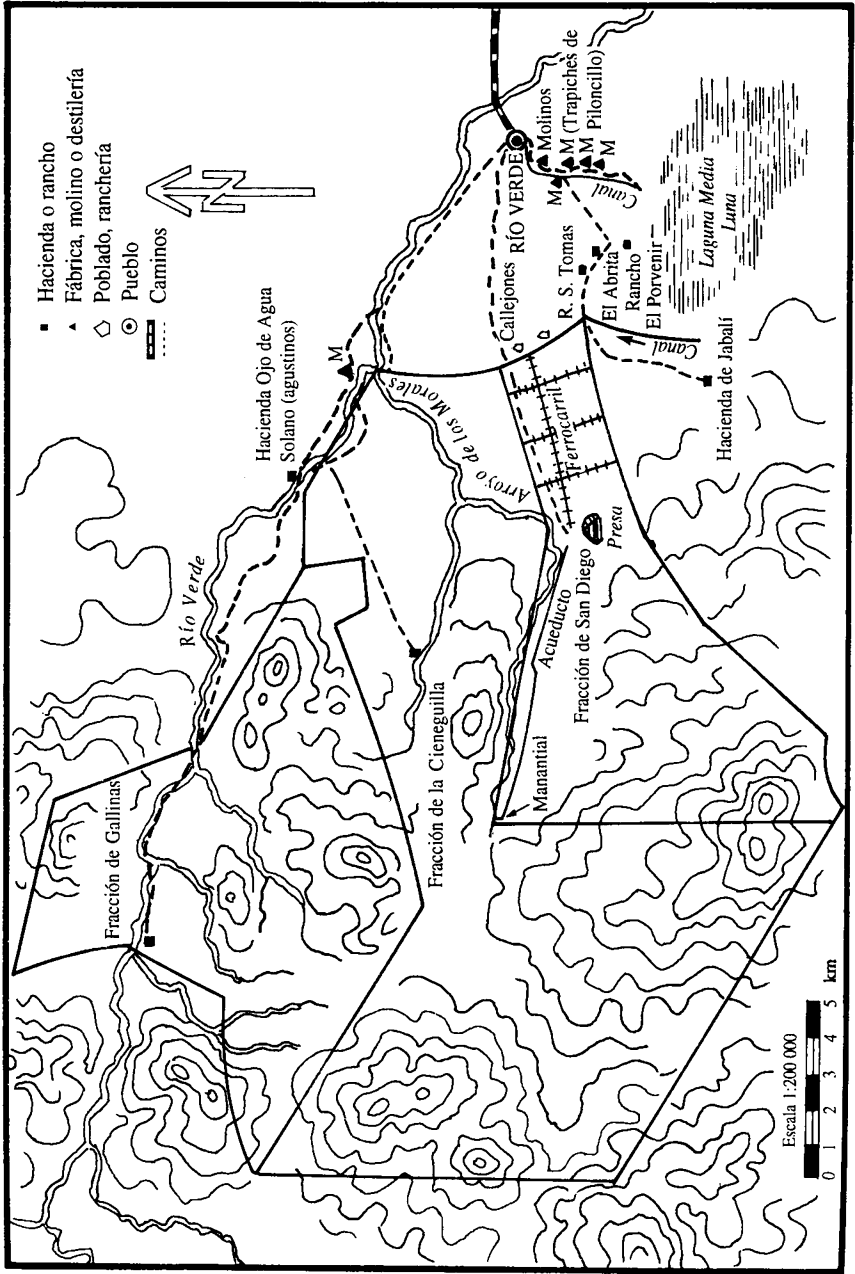 Hacienda o rancho
Fábrica, molino o destilería
Poblado, ranchería
Pueblo
Caminos
Fracción de Gallinas
Río Verde
Hacienda Ojo de Agua
Solano (agustinos)
M
Arroyo de los Morales
Fracción de la Cieneguilla
Manantial
Acueducto
Fracción de San Diego
Presa
Ferrocarril
Callejones
RÍO VERDE
Molinos
M (Trapiches de
M Piloncillo)
M
M
Canal
R. S. Tomas
El Abrita
Rancho
El Porvenir
Canal
Hacienda de Jabalí
Laguna Media
Luna
Escala 1:200 000
0 1 2 3 4 5 km